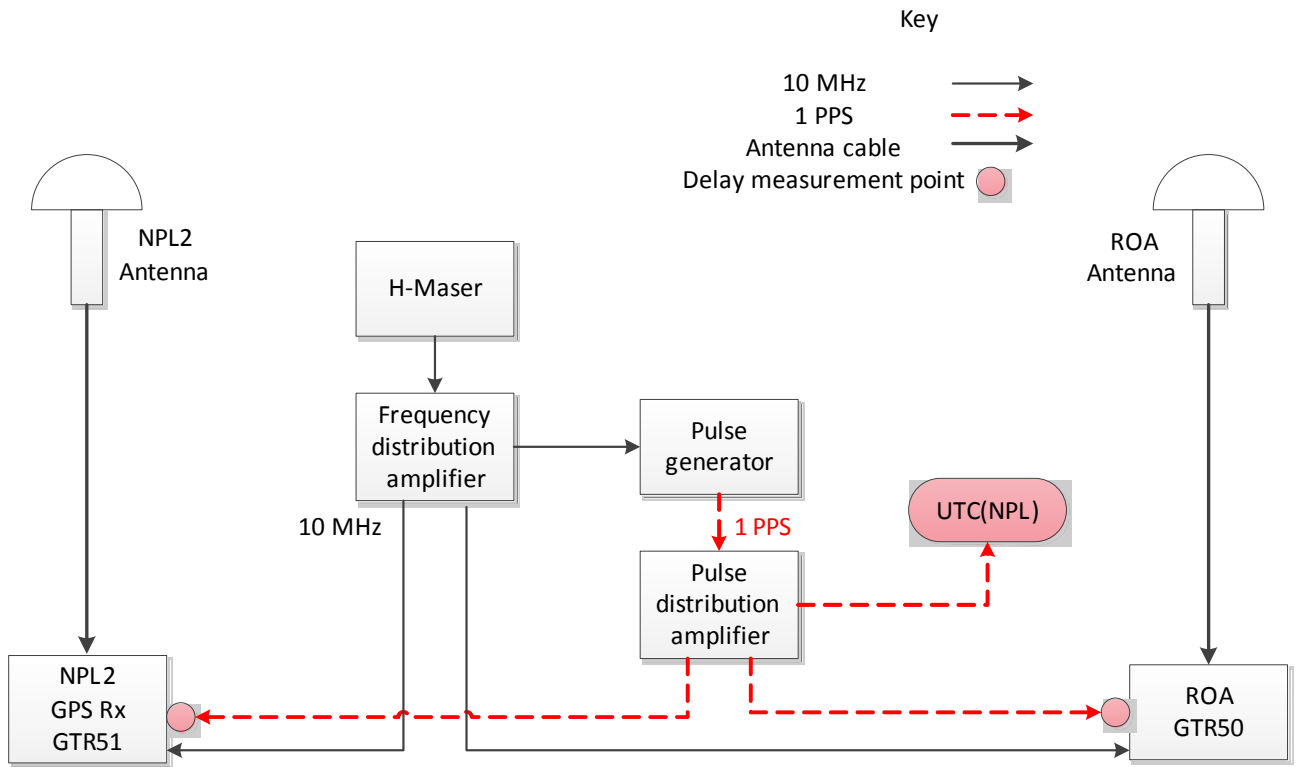 Key
10 MHz
1 PPS
Antenna cable
Delay measurement point
NPL2
Antenna
ROA
Antenna
H-Maser
Frequency
distribution
amplifier
Pulse
generator
10 MHz
1 PPS
UTC(NPL)
Pulse
distribution
amplifier
NPL2
GPS Rx
GTR51
ROA
GTR50